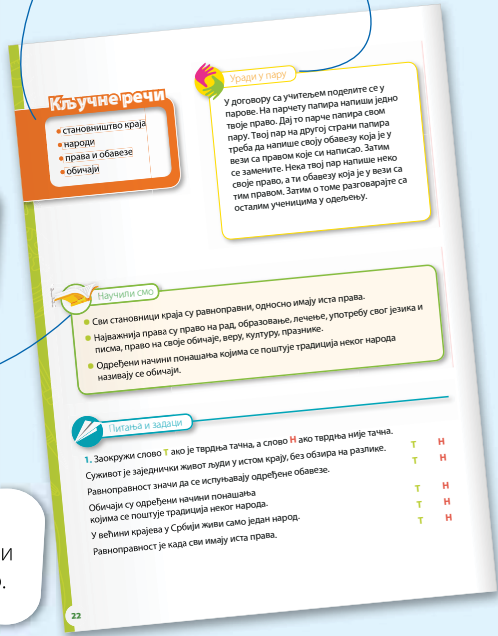 Кључне речи
• становништво краја
• народи
• права и обавезе
• обичаји
Уради у пару
У договору са учитељем поделите се у
парове. На парчету папира напиши једно
твоје право. Дај то парче папира свом
пару. Твој пар на другој страни папира
треба да напише своју обавезу која је у
вези са правом које си написао. Затим
се замените. Нека твој пар напише неко
своје право, а ти обавезу која је у вези са
тим правом. Затим о томе разговарајте са
осталим ученицима у одељењу.
Научили смо
• Сви становници краја су равноправни, односно имају иста права.
• Најважнија права су право на рад, образовање, лечење, употребу свог језика и
писма, право на своје обичаје, веру, културу, празнике.
• Одређени начини понашања којима се поштује традиција неког народа
називају се обичаји.
Питања и задаци
1. Заокружи слово Т ако је тврдња тачна, а слово Н ако тврдња није тачна.
Суживот је заједнички живот људи у истом крају, без обзира на разлике. Т Н
Равноправност значи да се испуњавају одређене обавезе. Т Н
Обичаји су одређени начини понашања
којима се поштује традиција неког народа. Т Н
У већини крајева у Србији живи само један народ. Т Н
Равноправност је када сви имају иста права. Т Н
22